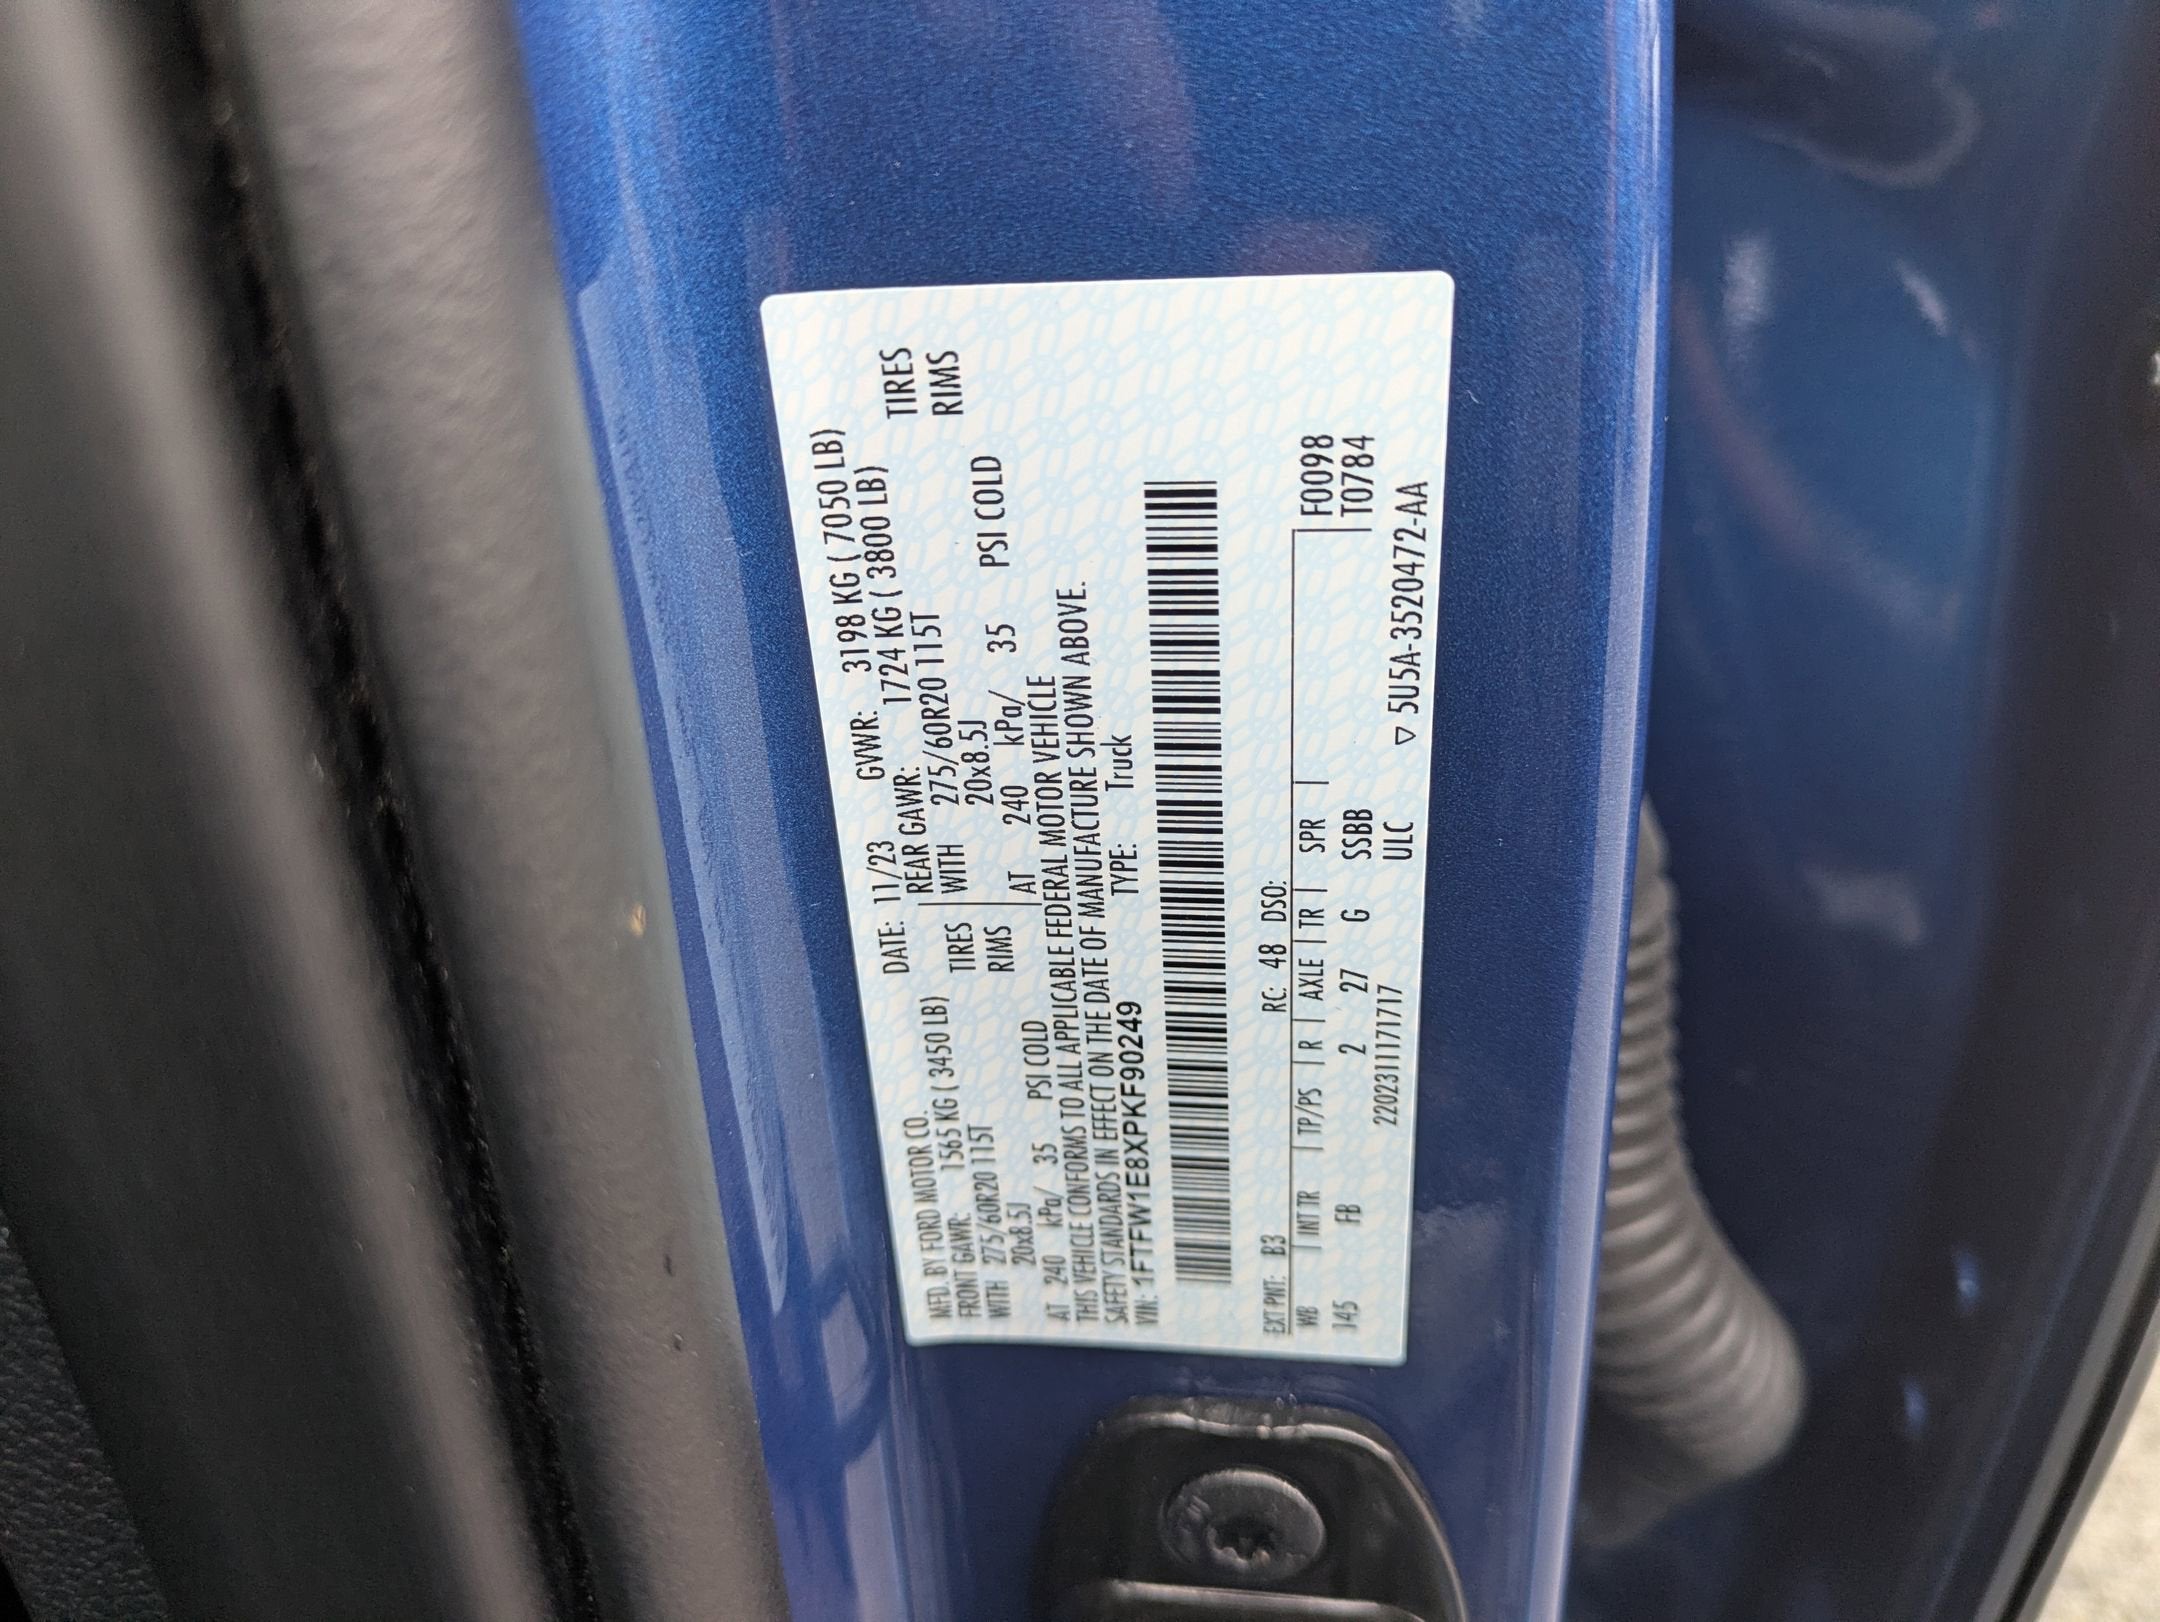 MFD. BY FORD MOTOR CO. DATE: 11/23 GVWR: 3198 KG ( 7050 LB)
FRONT GAWR: 1565 KG ( 3450 LB) REAR GAWR: 1724 KG ( 3800 LB)
WITH 275/60R20 115T TIRES WITH 275/60R20 115T TIRES
20x8.5J RIMS 20x8.5J RIMS
AT 240 kPa/ 35 PSI COLD AT 240 kPa/ 35 PSI COLD
THIS VEHICLE CONFORMS TO ALL APPLICABLE FEDERAL MOTOR VEHICLE
SAFETY STANDARDS IN EFFECT ON THE DATE OF MANUFACTURE SHOWN ABOVE.
VIN: 1FTFW1E8XPKF90249 TYPE: Truck
EXT PNT: B3 RC: 48 DSO:
WB | INT TR | TP/PS | R | AXLE | TR | SPR | F0098
145 FB 2 27 G SSBB T0784
22023111171717 ULC ▽ 5U5A-3520472-AA